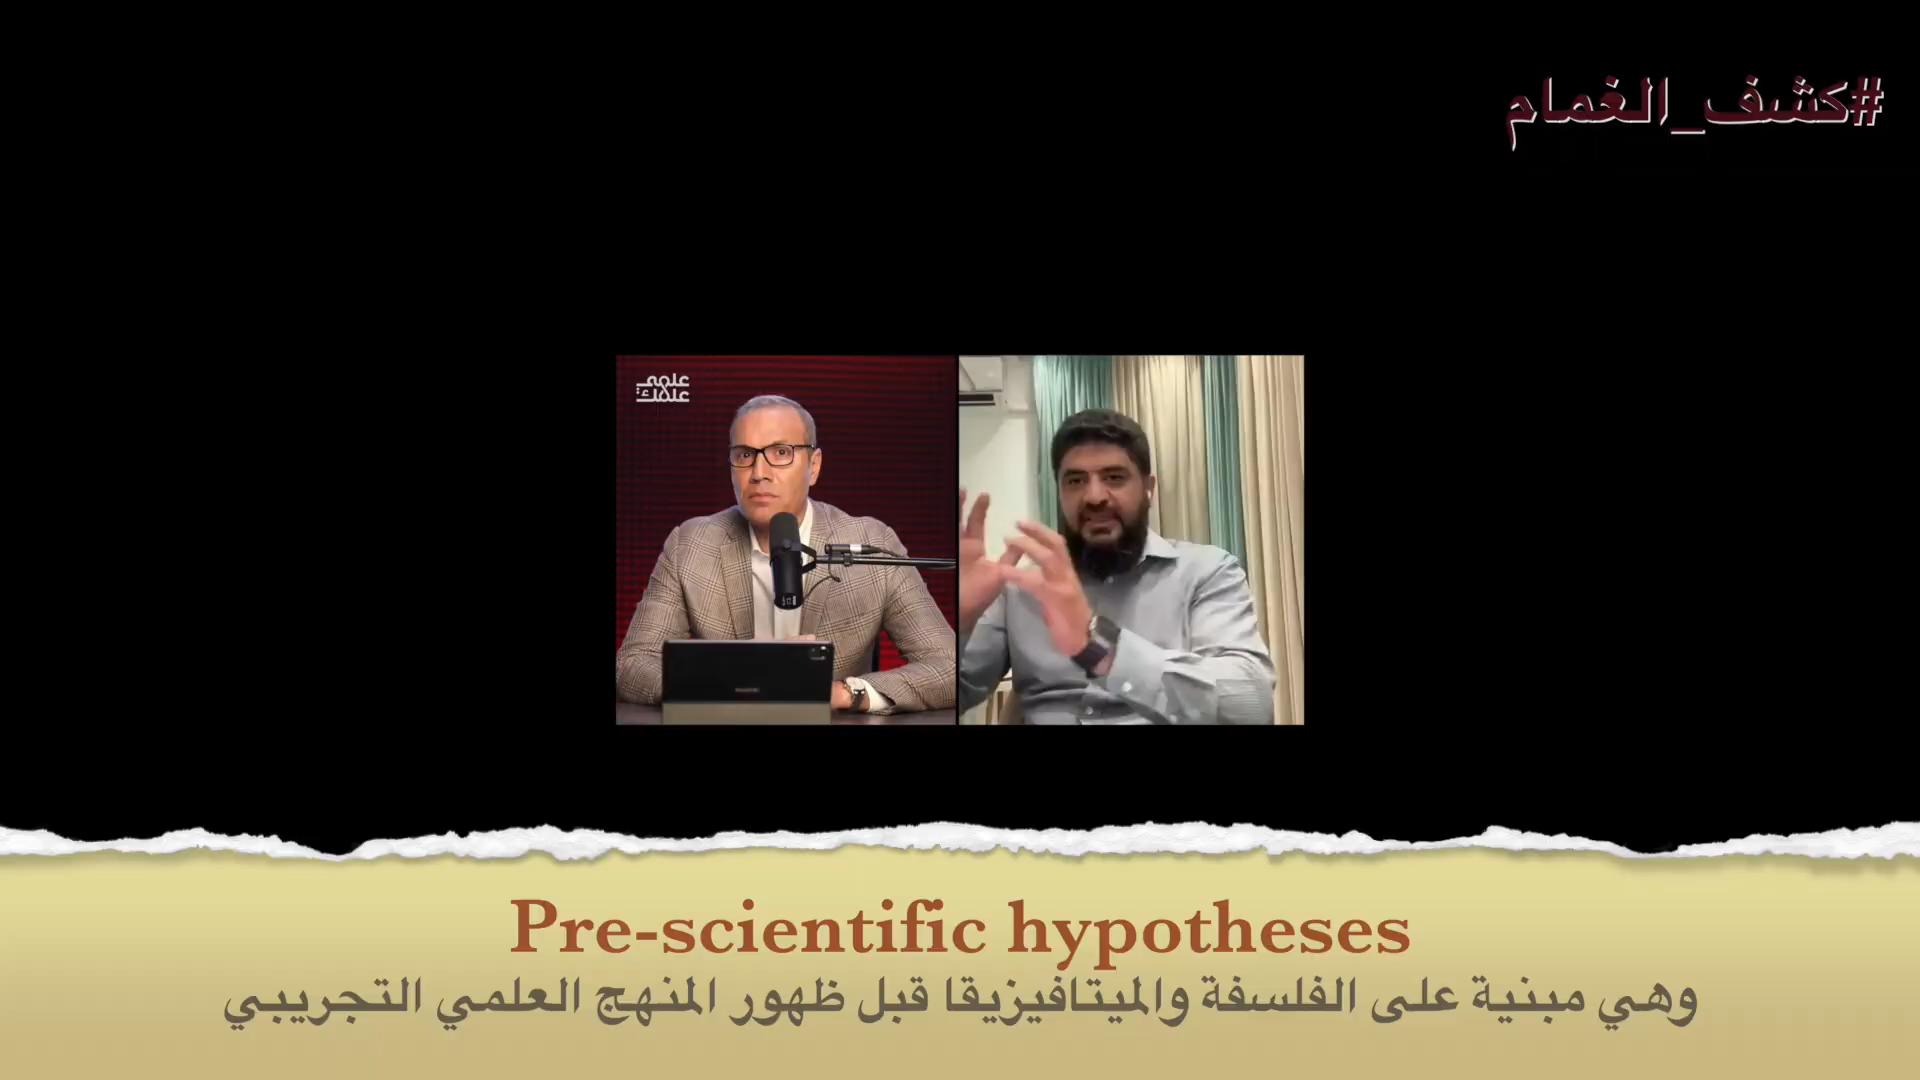 #كشف_الغمام
علمي
علمك
Pre-scientific hypotheses
وهي مبنية على الفلسفة والميتافيزيقا قبل ظهور المنهج العلمي التجريبي